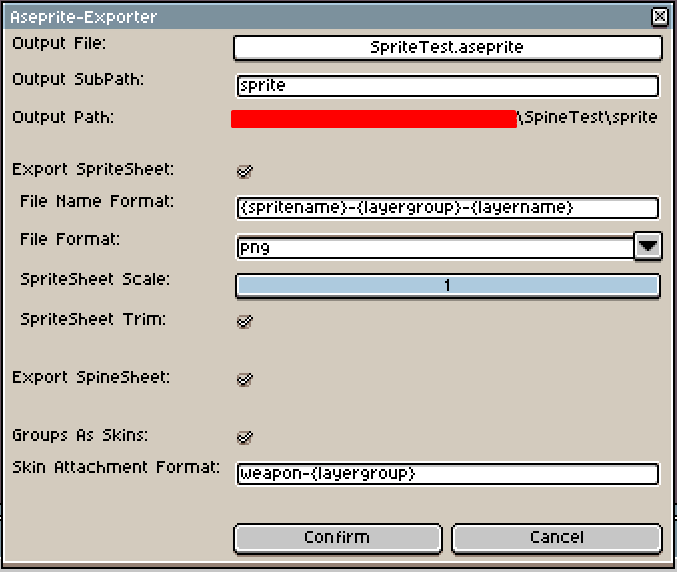 Aseprite-Exporter
Output File: SpriteTest.aseprite
Output SubPath: sprite
Output Path: \SpineTest\sprite
Export SpriteSheet:
File Name Format: {spritename}-{layergroup}-{layername}
File Format: png
SpriteSheet Scale: 1
SpriteSheet Trim:
Export SpineSheet:
Groups As Skins:
Skin Attachment Format: weapon-{layergroup}
Confirm Cancel